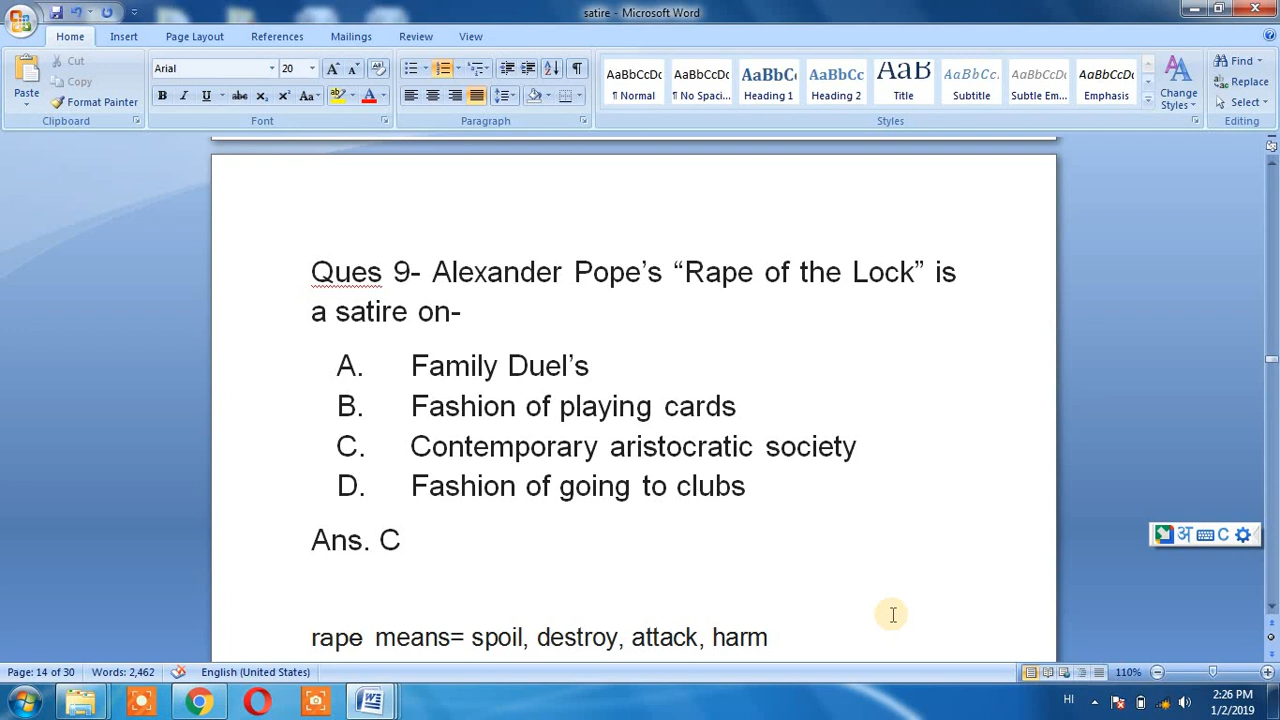 satire - Microsoft Word
Home Insert Page Layout References Mailings Review View
Paste Cut Copy Format Painter
Arial 20
AaBbCcDc AaBbCcDc AaBbC AaBbCc AaB AaBbCc. AaBbCcDc AaBbCcDc
¶ Normal ¶ No Spaci... Heading 1 Heading 2 Title Subtitle Subtle Em... Emphasis
Change Styles
Find Replace Select
Clipboard Font Paragraph Styles Editing
Ques 9- Alexander Pope’s “Rape of the Lock” is
a satire on-
A. Family Duel’s
B. Fashion of playing cards
C. Contemporary aristocratic society
D. Fashion of going to clubs
Ans. C
अ C
rape means= spoil, destroy, attack, harm
Page: 14 of 30 Words: 2,462 English (United States) 110%
HI 2:26 PM
1/2/2019